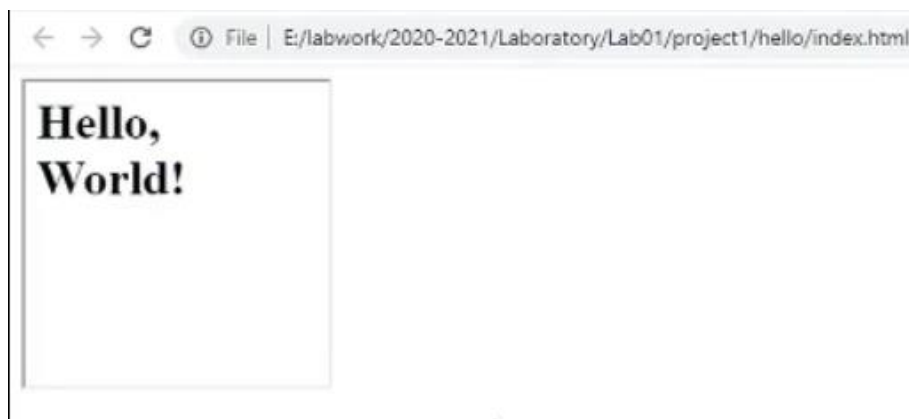 File | E:/labwork/2020-2021/Laboratory/Lab01/project1/hello/index.html
Hello,
World!